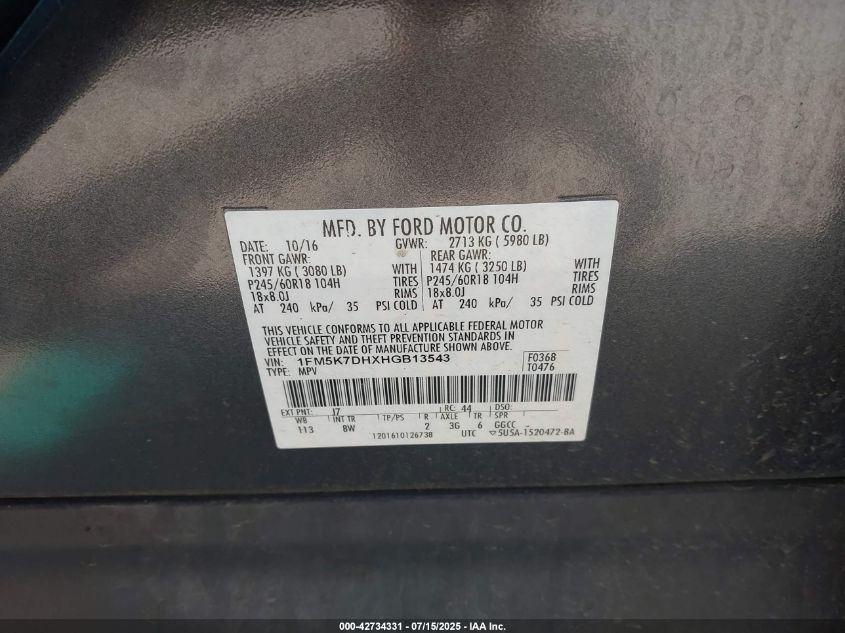 MFD. BY FORD MOTOR CO.
DATE: 10/16 GVWR: 2713 KG ( 5980 LB)
FRONT GAWR: REAR GAWR:
1397 KG ( 3080 LB) WITH 1474 KG ( 3250 LB) WITH
P245/60R18 104H TIRES P245/60R18 104H TIRES
18x8.0J RIMS 18x8.0J RIMS
AT 240 kPa/ 35 PSI COLD AT 240 kPa/ 35 PSI COLD
THIS VEHICLE CONFORMS TO ALL APPLICABLE FEDERAL MOTOR
VEHICLE SAFETY AND THEFT PREVENTION STANDARDS IN
EFFECT ON THE DATE OF MANUFACTURE SHOWN ABOVE.
VIN: 1FM5K7DHXHGB13543 F0368
TYPE: MPV T0476
EXT PNT: J7 RC: 44 DSO:
WB INT TR TP/PS R AXLE TR SPR
113 8W 2 3G 6 GGCC -
1201610126738 UTC ▽5U5A-1520472-BA
000-42734331 / 07/15/2025 - IAA Inc.